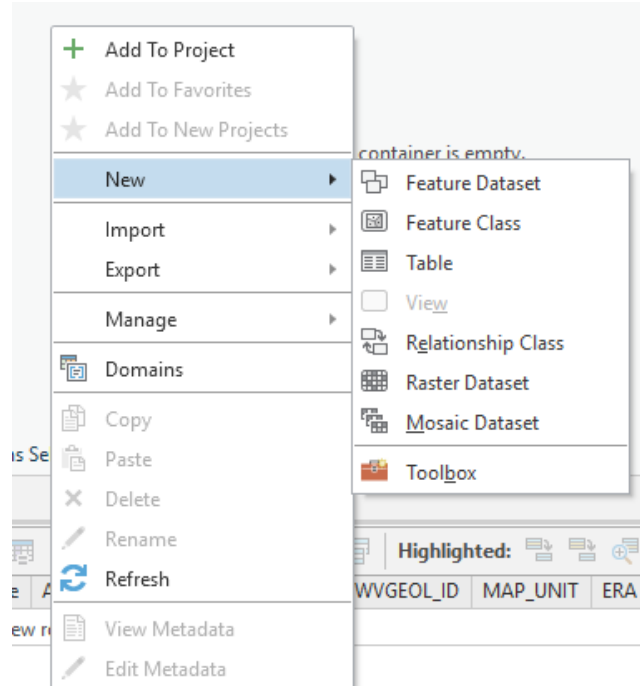 Add To Project
Add To Favorites
Add To New Projects
container is empty.
New
Feature Dataset
Import
Feature Class
Export
Table
Manage
View
Domains
Relationship Class
Raster Dataset
Copy
Mosaic Dataset
Paste
Toolbox
Delete
Rename
Highlighted:
Refresh
WVGEOL_ID MAP_UNIT ERA
View Metadata
Edit Metadata